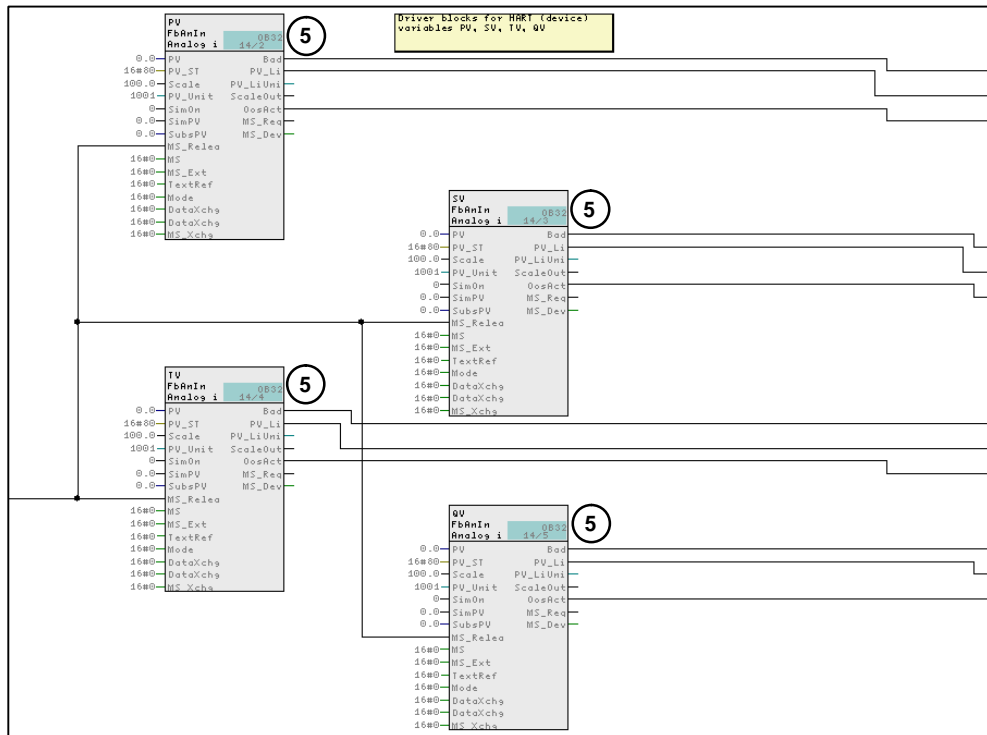 PV
FbAnIn
Analog i
OB32
14/2
5
Driver blocks for HART (device)
variables PV, SV, TV, QV
0.0 PV Bad
16#80 PV_ST PV_Li
100.0 Scale PV_LiUni
1001 PV_Unit ScaleOut
0 SimOn OosAct
0.0 SimPV MS_Req
0.0 SubsPV MS_Dev
MS_Relea
16#0 MS
16#0 MS_Ext
16#0 TextRef
16#0 Mode
16#0 DataXchg
16#0 DataXchg
16#0 MS_Xchg
SV
FbAnIn
Analog i
OB32
14/3
5
0.0 PV Bad
16#80 PV_ST PV_Li
100.0 Scale PV_LiUni
1001 PV_Unit ScaleOut
0 SimOn OosAct
0.0 SimPV MS_Req
0.0 SubsPV MS_Dev
MS_Relea
16#0 MS
16#0 MS_Ext
16#0 TextRef
16#0 Mode
16#0 DataXchg
16#0 DataXchg
16#0 MS_Xchg
TV
FbAnIn
Analog i
OB32
14/4
5
0.0 PV Bad
16#80 PV_ST PV_Li
100.0 Scale PV_LiUni
1001 PV_Unit ScaleOut
0 SimOn OosAct
0.0 SimPV MS_Req
0.0 SubsPV MS_Dev
MS_Relea
16#0 MS
16#0 MS_Ext
16#0 TextRef
16#0 Mode
16#0 DataXchg
16#0 DataXchg
16#0 MS_Xchg
QV
FbAnIn
Analog i
OB32
14/5
5
0.0 PV Bad
16#80 PV_ST PV_Li
100.0 Scale PV_LiUni
1001 PV_Unit ScaleOut
0 SimOn OosAct
0.0 SimPV MS_Req
0.0 SubsPV MS_Dev
MS_Relea
16#0 MS
16#0 MS_Ext
16#0 TextRef
16#0 Mode
16#0 DataXchg
16#0 DataXchg
16#0 MS_Xchg